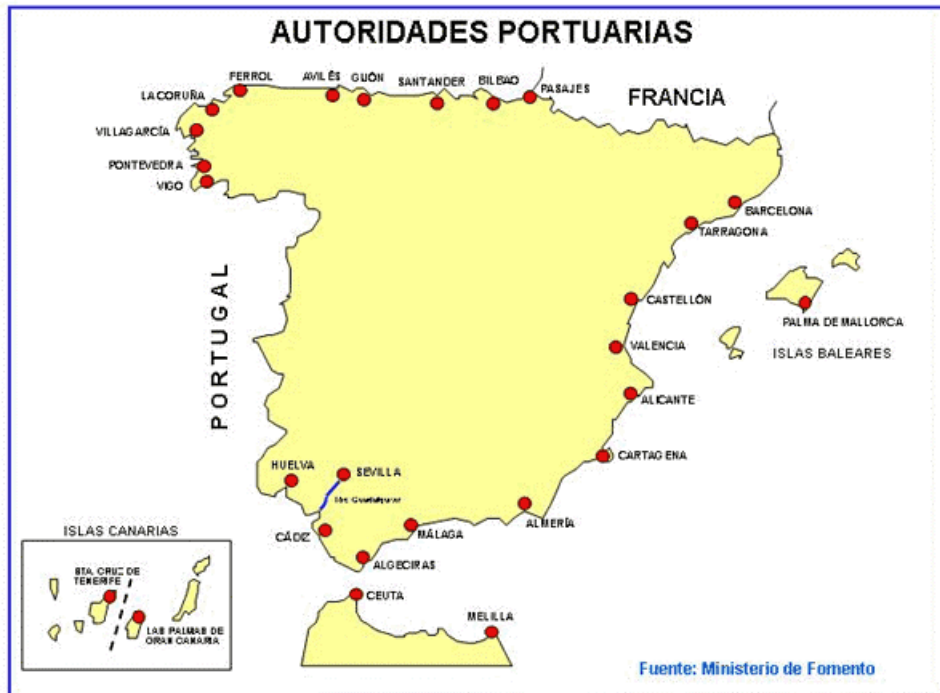 AUTORIDADES PORTUARIAS
FERROL
AVILÉS
GIJÓN
SANTANDER
BILBAO
PASAJES
LA CORUÑA
FRANCIA
VILLAGARCÍA
PONTEVEDRA
VIGO
BARCELONA
TARRAGONA
PORTUGAL
CASTELLÓN
PALMA DE MALLORCA
VALENCIA
ISLAS BALEARES
ALICANTE
CARTAGENA
HUELVA
SEVILLA
Río Guadalquivir
ALMERÍA
CÁDIZ
MÁLAGA
ISLAS CANARIAS
ALGECIRAS
STA. CRUZ DE
TENERIFE
CEUTA
LAS PALMAS DE
GRAN CANARIA
MELILLA
Fuente: Ministerio de Fomento